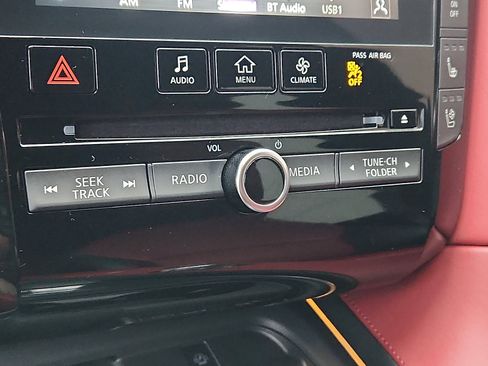 AM FM BT Audio USB1
ON
OFF
PASS AIR BAG
AUDIO MENU CLIMATE OFF
VOL
SEEK
TRACK
RADIO MEDIA
TUNE·CH
FOLDER